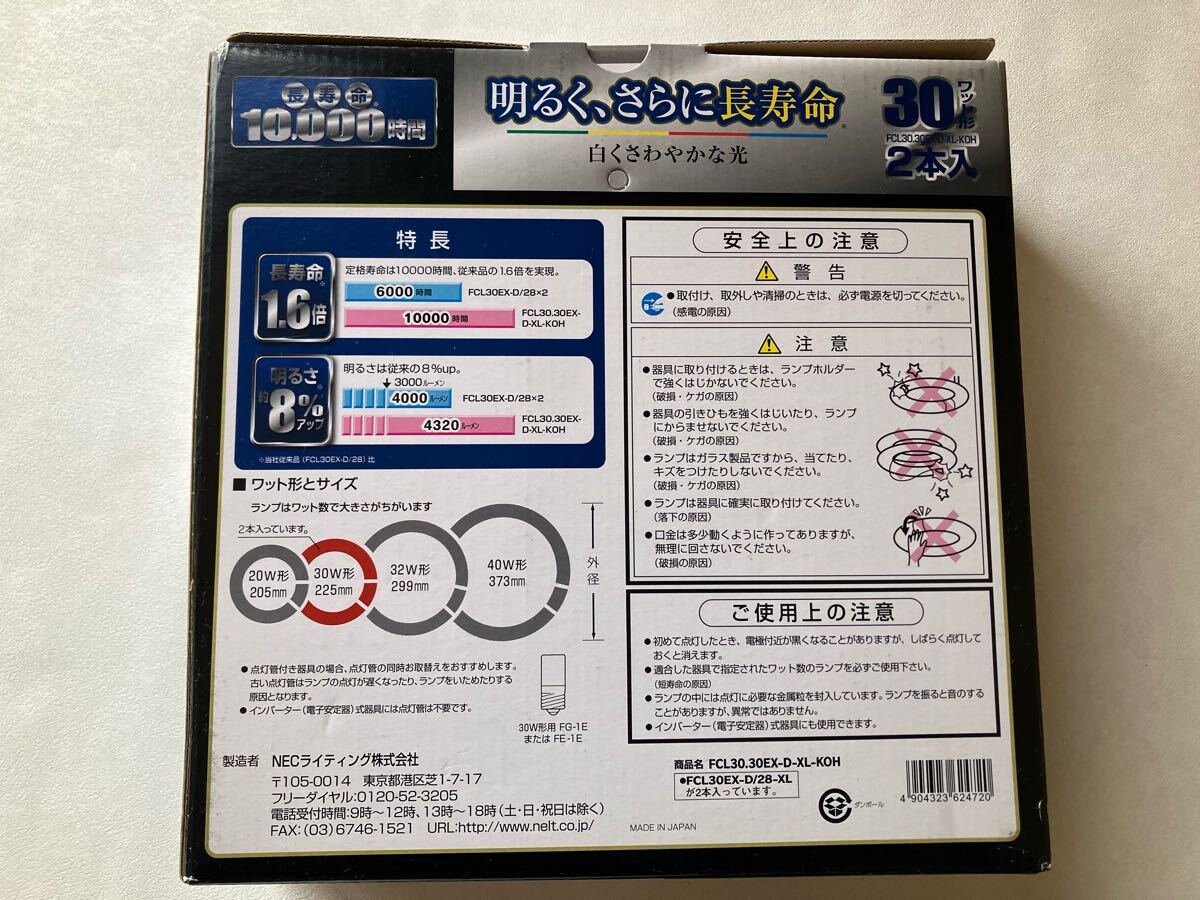 長寿命
10.000時間
明るく、さらに長寿命
白くさわやかな光
30ワット形
FCL30.30EX-D-XL-KOH
2本入
特長
長寿命※
1.6倍
定格寿命は10000時間、従来品の1.6倍を実現。
6000時間 FCL30EX-D/28×2
10000時間 FCL30.30EX-
D-XL-KOH
明るさ※
約8%
アップ
明るさは従来の8%up。
3000ルーメン
4000ルーメン FCL30EX-D/28×2
4320ルーメン FCL30.30EX-
D-XL-KOH
※当社従来品(FCL30EX-D/28)比
■ワット形とサイズ
ランプはワット数で大きさがちがいます
2本入っています。
20W形
205mm
30W形
225mm
32W形
299mm
40W形
373mm
外径
●点灯管付き器具の場合、点灯管の同時お取替えをおすすめします。
古い点灯管はランプの点灯が遅くなったり、ランプをいためたりする
原因となります。
●インバーター(電子安定器)式器具には点灯管は不要です。
30W形用 FG-1E
または FE-1E
安全上の注意
警告
●取付け、取外しや清掃のときは、必ず電源を切ってください。
(感電の原因)
注意
●器具に取り付けるときは、ランプホルダー
で強くはじかないでください。
(破損・ケガの原因)
●器具の引きひもを強くはじいたり、ランプ
にからませないでください。
(破損・ケガの原因)
●ランプはガラス製品ですから、当てたり、
キズをつけたりしないでください。
(破損・ケガの原因)
●ランプは器具に確実に取り付けてください。
(落下の原因)
●口金は多少動くように作ってありますが、
無理に回さないでください。
(破損の原因)
ご使用上の注意
●初めて点灯したとき、電極付近が黒くなることがありますが、しばらく点灯して
おくと消えます。
●適合した器具で指定されたワット数のランプを必ずご使用下さい。
(短寿命の原因)
●ランプの中には点灯に必要な金属粒を封入しています。ランプを振ると音のする
ことがありますが、異常ではありません。
●インバーター(電子安定器)式器具にも使用できます。
製造者 NECライティング株式会社
〒105-0014 東京都港区芝1-7-17
フリーダイヤル:0120-52-3205
電話受付時間:9時～12時、13時～18時(土・日・祝日は除く)
FAX:(03)6746-1521 URL:http://www.nelt.co.jp/
MADE IN JAPAN
商品名 FCL30.30EX-D-XL-KOH
●FCL30EX-D/28-XL
が2本入っています。
ダンボール
4 904323 624720